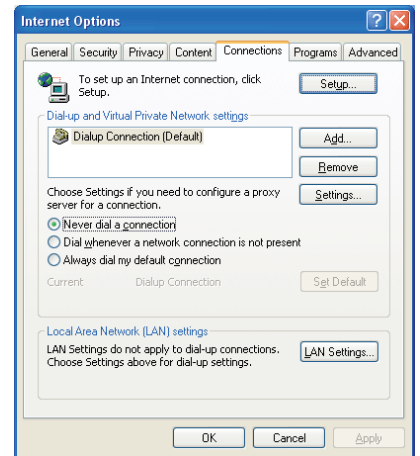 Internet Options
General Security Privacy Content Connections Programs Advanced
To set up an Internet connection, click
Setup.
Setup...
Dial-up and Virtual Private Network settings
Dialup Connection (Default)
Add...
Remove
Choose Settings if you need to configure a proxy
server for a connection.
Settings...
Never dial a connection
Dial whenever a network connection is not present
Always dial my default connection
Current Dialup Connection Set Default
Local Area Network (LAN) settings
LAN Settings do not apply to dial-up connections.
Choose Settings above for dial-up settings.
LAN Settings...
OK Cancel Apply